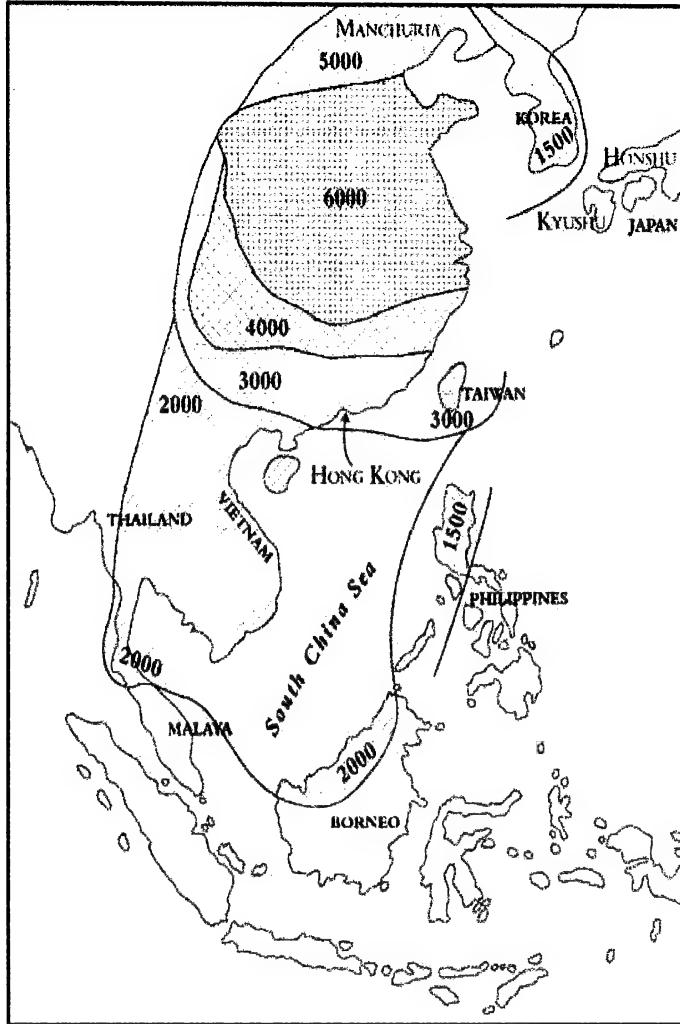 MANCHURIA
5000
KOREA
1500
HONSHU
6000
KYUSHU
JAPAN
4000
3000
2000
TAIWAN
3000
HONG KONG
THAILAND
VIETNAM
1500
PHILIPPINES
South China Sea
2000
MALAYA
2000
BORNEO